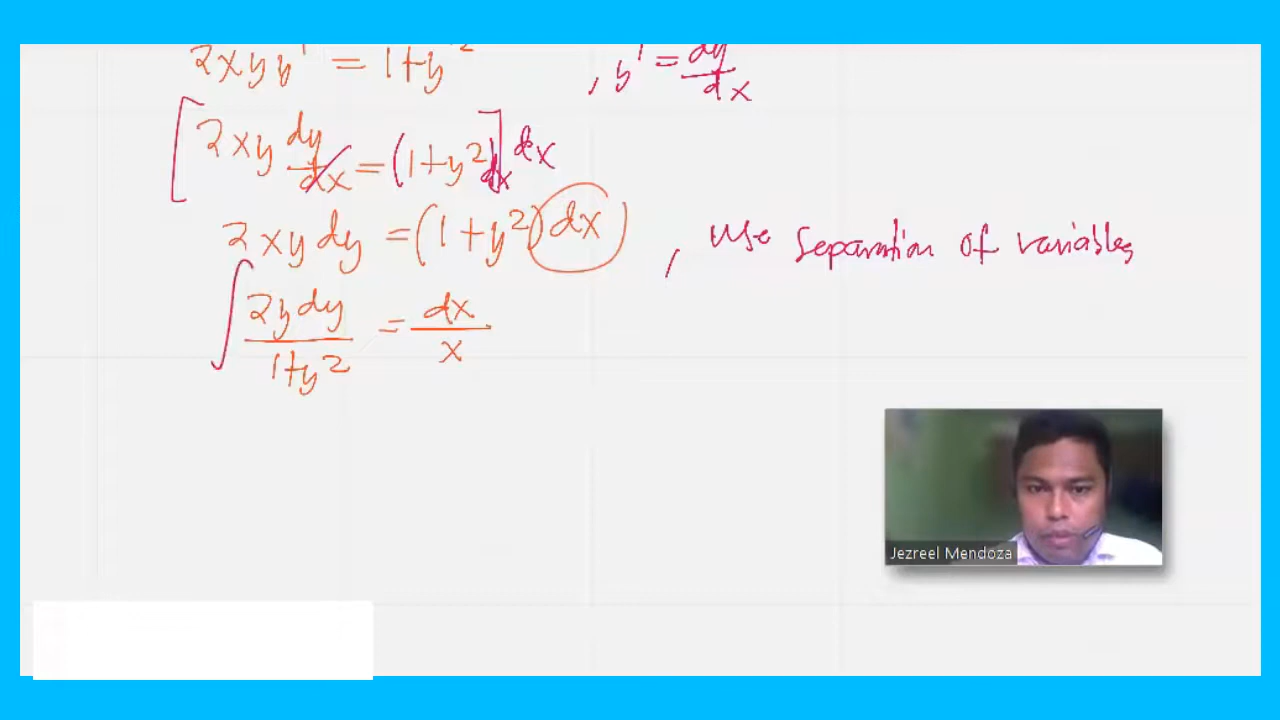 2xyy' = 1+y² , y' = dy/dx
[2xy dy/dx = (1+y²)dx] dx
2xy dy = (1+y²) dx , Use separation of variables
∫ 2y dy/1+y² = dx/x
Jezreel Mendoza